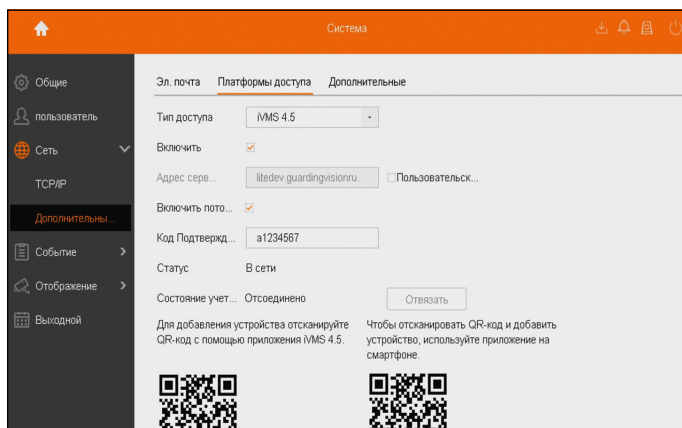 Система
Общие
пользователь
Сеть
TCP/IP
Дополнительны...
Событие
Отображение
Выходной
Эл. почта Платформы доступа Дополнительные
Тип доступа iVMS 4.5
Включить
Адрес серв... litedev.guardingvisionru. Пользовательск...
Включить пото...
Код Подтвержд... a1234567
Статус В сети
Состояние учет... Отсоединено Отвязать
Для добавления устройства отсканируйте
QR-код с помощью приложения iVMS 4.5.
Чтобы отсканировать QR-код и добавить
устройство, используйте приложение на
смартфоне.